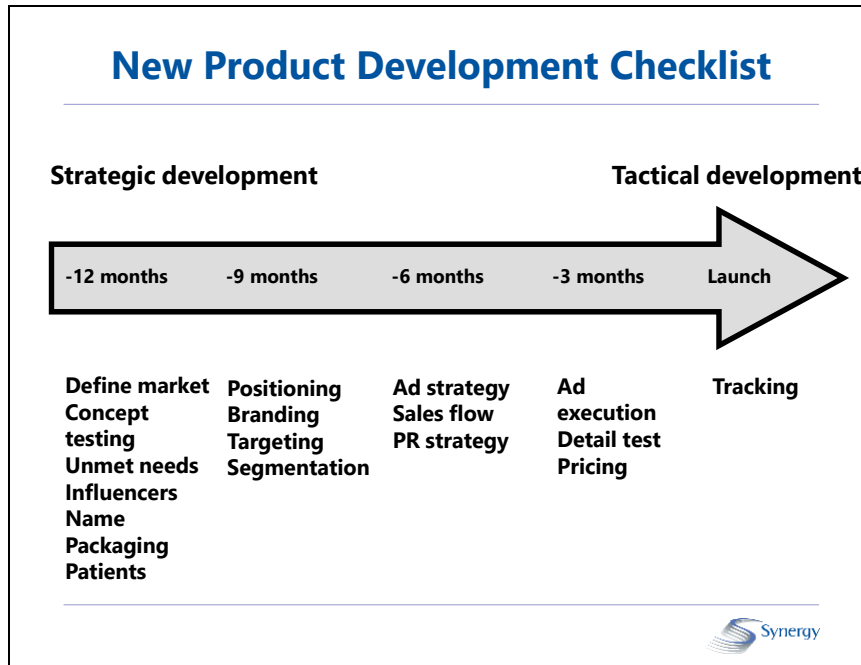 New Product Development Checklist
Strategic development
Tactical development
-12 months
-9 months
-6 months
-3 months
Launch
Define market
Concept
testing
Unmet needs
Influencers
Name
Packaging
Patients
Positioning
Branding
Targeting
Segmentation
Ad strategy
Sales flow
PR strategy
Ad
execution
Detail test
Pricing
Tracking
Synergy